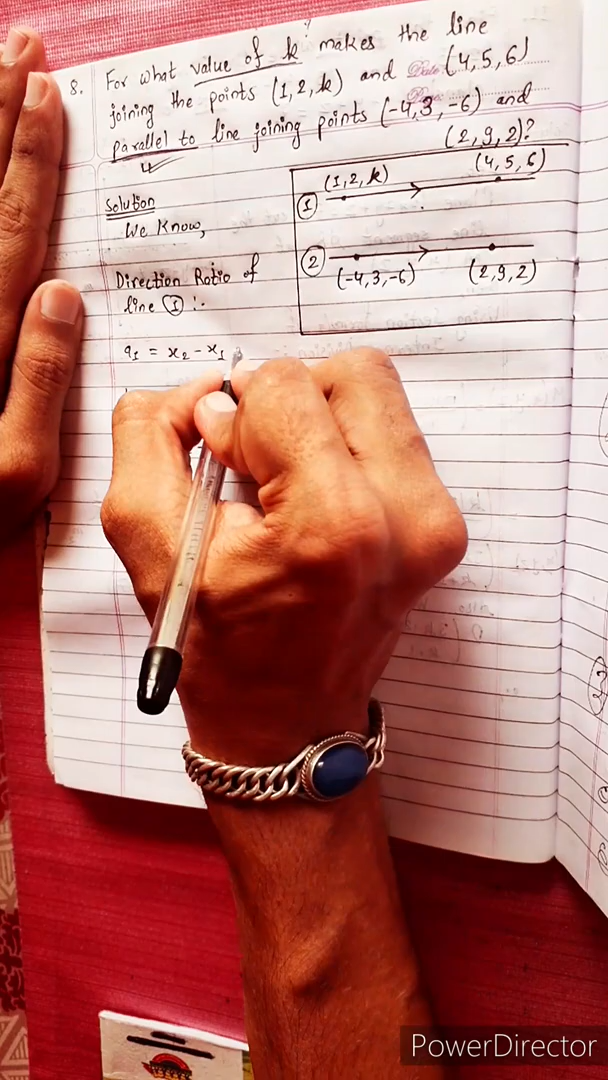 8. For what value of k makes the line
joining the points (1,2,k) and (4,5,6)
parallel to line joining points (-4,3,-6) and
(2,9,2)?
Solution
We Know,
Direction Ratio of
line ① :-
a₁ = x₂ - x₁
① (1,2,k) (4,5,6)
② (-4,3,-6) (2,9,2)
Date
PowerDirector